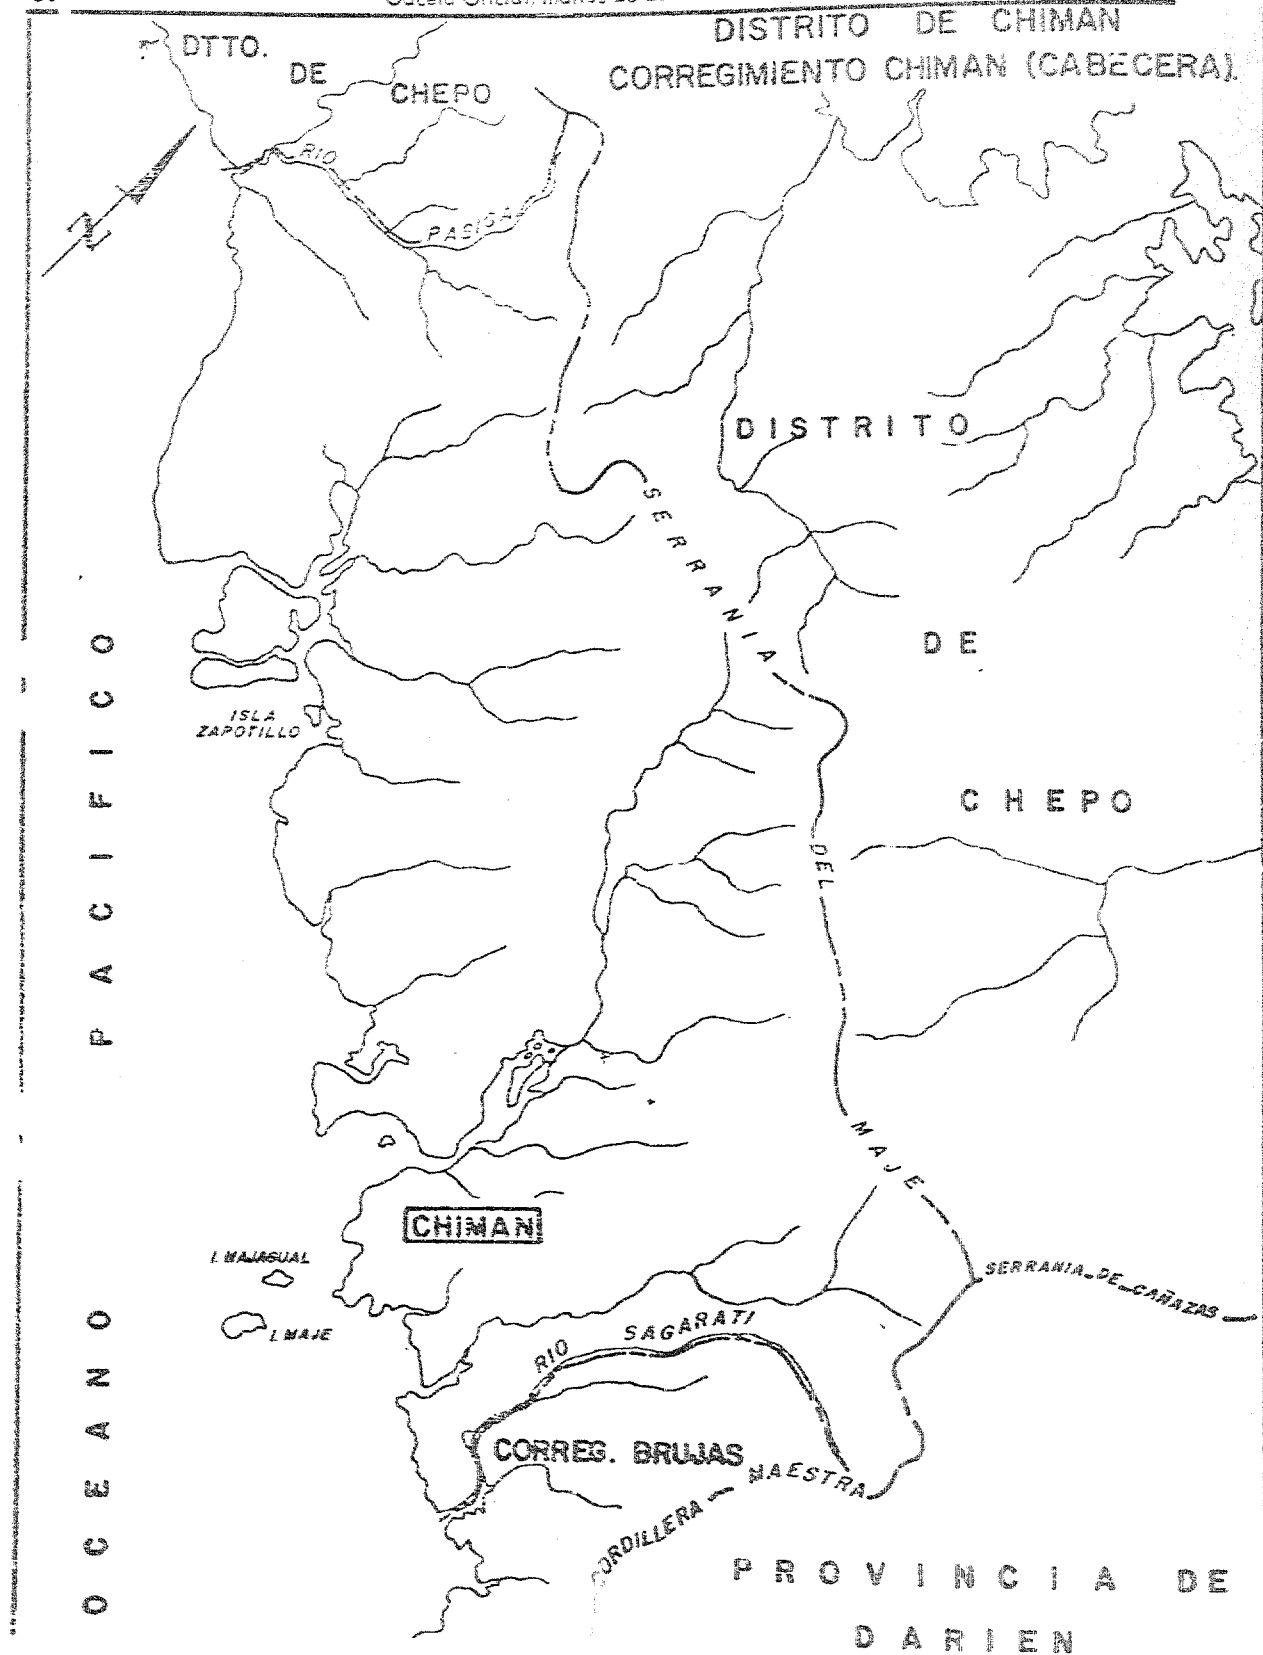 DISTRITO DE CHIMAN
CORREGIMIENTO CHIMAN (CABECERA).
DTTO.
DE
CHEPO
RIO
PASIGA
N
DISTRITO
DE
CHEPO
SERRANIA
DEL
MAJE
ISLA
ZAPOTILLO
OCEANO PACIFICO
CHIMAN
I. MAJAGUAL
I. MAJE
SERRANIA DE CAÑAZAS
RIO SAGARATI
CORREG. BRUJAS
CORDILLERA MAESTRA
PROVINCIA DE
DARIEN